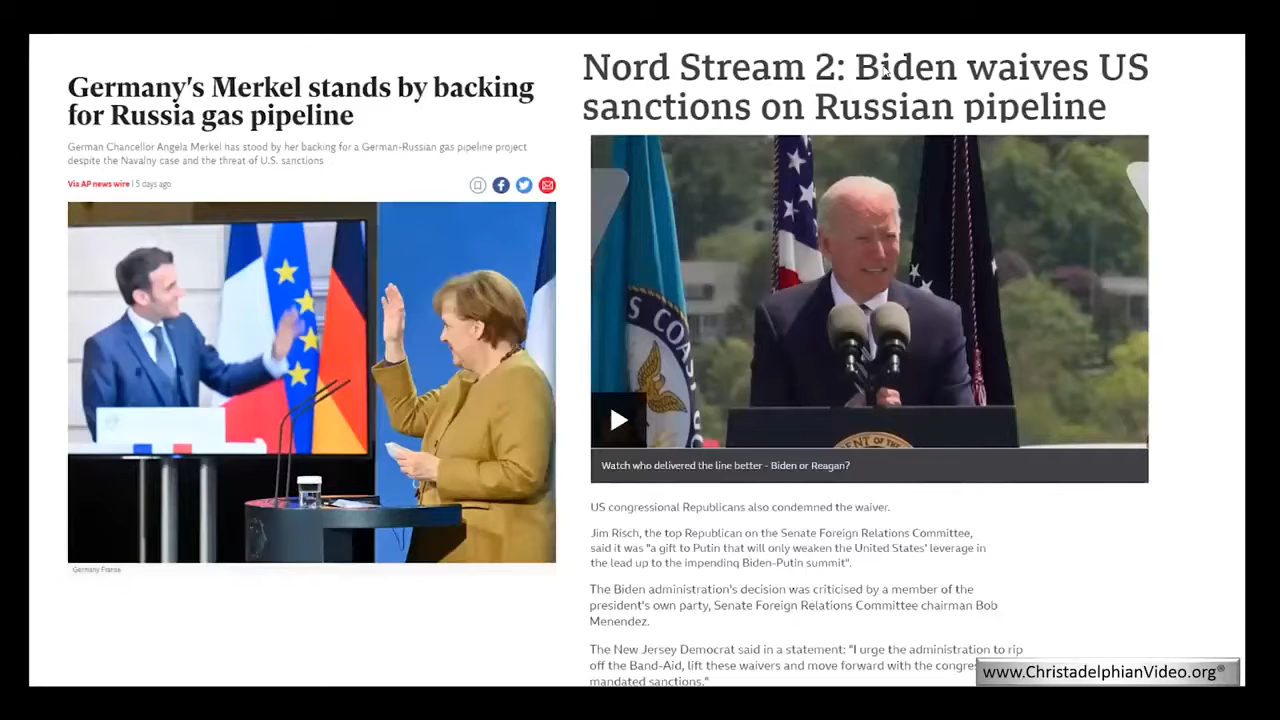 Germany's Merkel stands by backing
for Russia gas pipeline
German Chancellor Angela Merkel has stood by her backing for a German-Russian gas pipeline project
despite the Navalny case and the threat of U.S. sanctions
Via AP news wire | 5 days ago
Germany France
Nord Stream 2: Biden waives US
sanctions on Russian pipeline
S COAS
ENT OF THE
Watch who delivered the line better - Biden or Reagan?
US congressional Republicans also condemned the waiver.
Jim Risch, the top Republican on the Senate Foreign Relations Committee,
said it was "a gift to Putin that will only weaken the United States' leverage in
the lead up to the impending Biden-Putin summit".
The Biden administration's decision was criticised by a member of the
president's own party, Senate Foreign Relations Committee chairman Bob
Menendez.
The New Jersey Democrat said in a statement: "I urge the administration to rip
off the Band-Aid, lift these waivers and move forward with the congres
mandated sanctions."
www.ChristadelphianVideo.org®